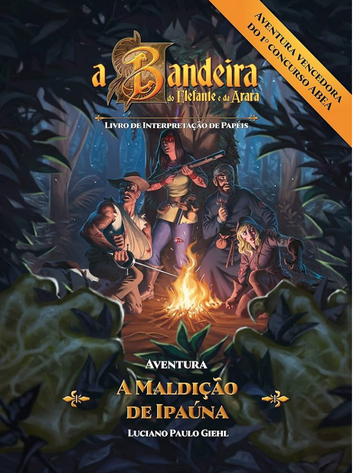 AVENTURA VENCEDORA
DO 1º CONCURSO ABEA
a Bandeira
do Elefante e da Arara
Livro de Interpretação de Papéis
Aventura
A Maldição
de Ipaúna
Luciano Paulo Giehl